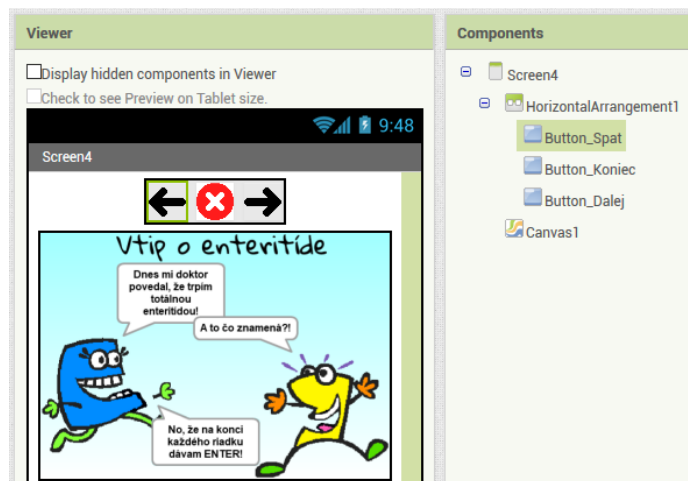 Viewer
Display hidden components in Viewer
Check to see Preview on Tablet size.
9:48
Screen4
Vtip o enteritíde
Dnes mi doktor
povedal, že trpím
totálnou
enteritídou!
A to čo znamená?!
No, že na konci
každého riadku
dávam ENTER!
Components
Screen4
HorizontalArrangement1
Button_Spat
Button_Koniec
Button_Dalej
Canvas1